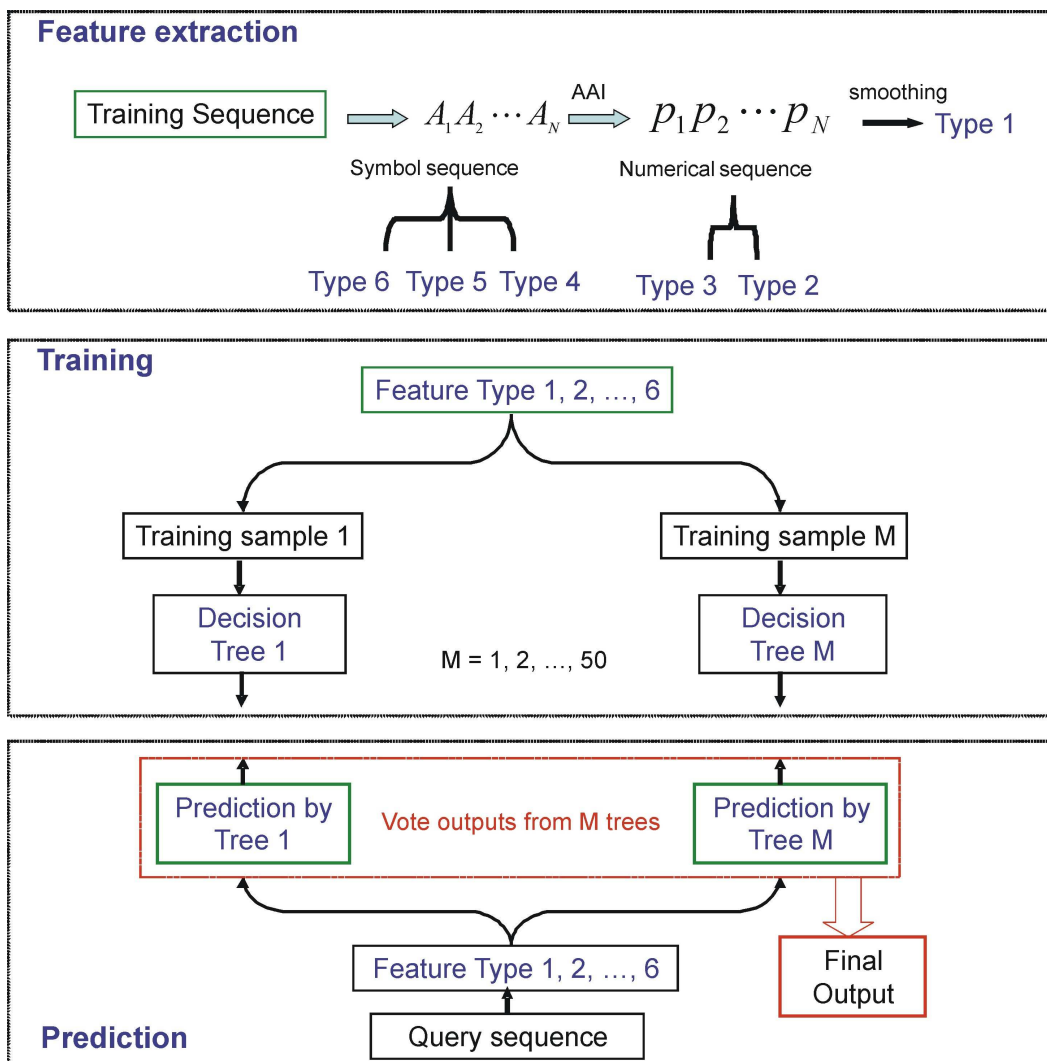 Feature extraction
Training Sequence
A₁A₂⋯A_N
AAI
p₁p₂⋯p_N
smoothing
Type 1
Symbol sequence
Numerical sequence
Type 6 Type 5 Type 4
Type 3 Type 2
Training
Feature Type 1, 2, …, 6
Training sample 1
Training sample M
Decision
Tree 1
Decision
Tree M
M = 1, 2, …, 50
Prediction by
Tree 1
Vote outputs from M trees
Prediction by
Tree M
Feature Type 1, 2, …, 6
Final
Output
Query sequence
Prediction